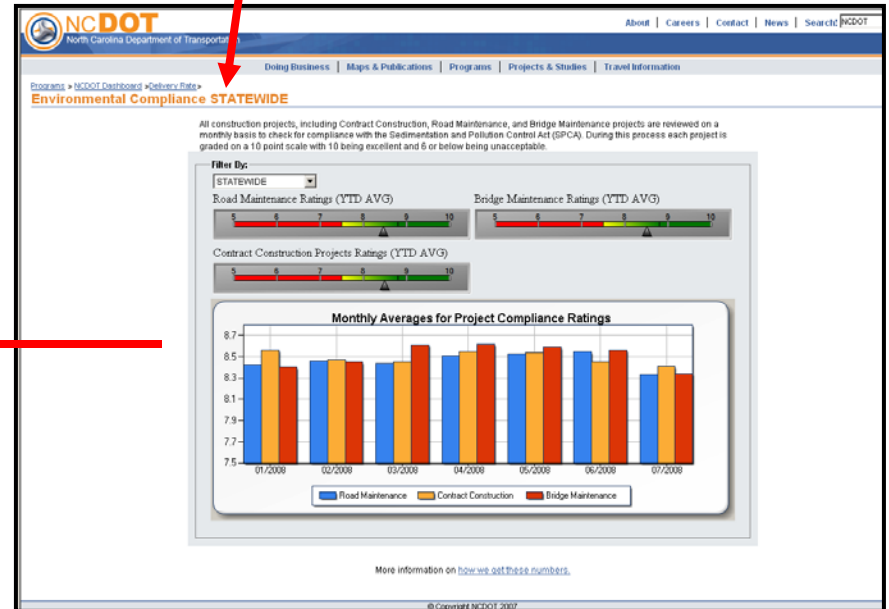 NCDOT
North Carolina Department of Transportation
About | Careers | Contact | News | Search: NCDOT
Doing Business | Maps & Publications | Programs | Projects & Studies | Travel Information
Programs » NCDOT Dashboard »Delivery Rate»
Environmental Compliance STATEWIDE
All construction projects, including Contract Construction, Road Maintenance, and Bridge Maintenance projects are reviewed on a
monthly basis to check for compliance with the Sedimentation and Pollution Control Act (SPCA). During this process each project is
graded on a 10 point scale with 10 being excellent and 6 or below being unacceptable.
Filter By:
STATEWIDE
Road Maintenance Ratings (YTD AVG) Bridge Maintenance Ratings (YTD AVG)
5 6 7 8 9 10 5 6 7 8 9 10
Contract Construction Projects Ratings (YTD AVG)
5 6 7 8 9 10
Monthly Averages for Project Compliance Ratings
8.7
8.5
8.3
8.1
7.9
7.7
7.5
01/2008 02/2008 03/2008 04/2008 05/2008 06/2008 07/2008
Road Maintenance Contract Construction Bridge Maintenance
More information on how we get these numbers.
© Copyright NCDOT 2007